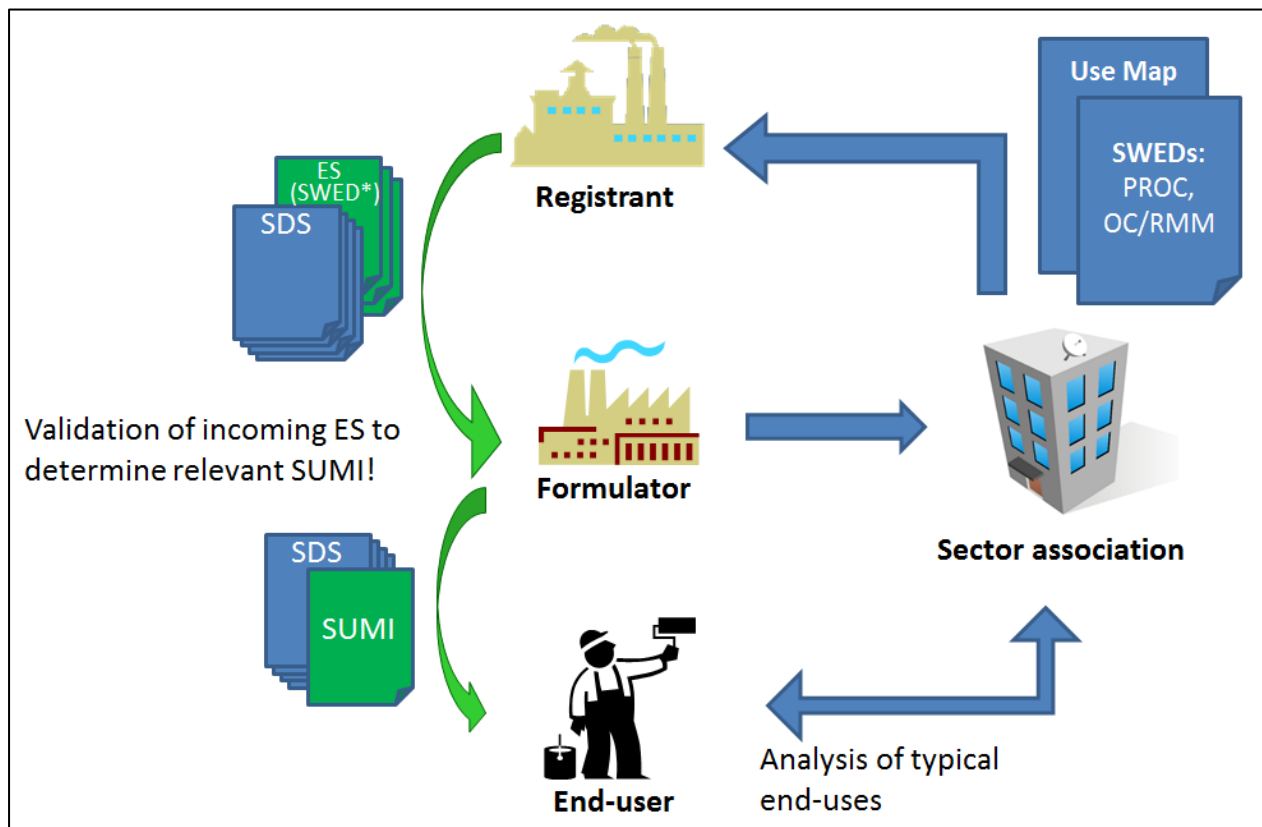 Use Map
SWEDs:
PROC,
OC/RMM
Registrant
ES
(SWED*)
SDS
Validation of incoming ES to
determine relevant SUMI!
Formulator
Sector association
SDS
SUMI
Analysis of typical
end-uses
End-user